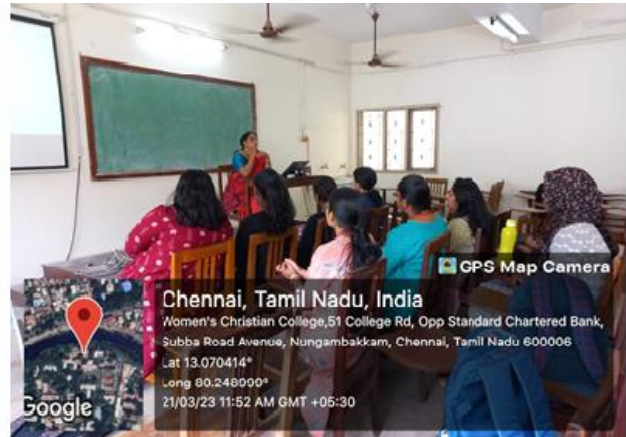 GPS Map Camera
Chennai, Tamil Nadu, India
Women's Christian College,51 College Rd, Opp Standard Chartered Bank,
Subba Road Avenue, Nungambakkam, Chennai, Tamil Nadu 600006
Lat 13.070414°
Long 80.248099°
21/03/23 11:52 AM GMT +05:30
Google